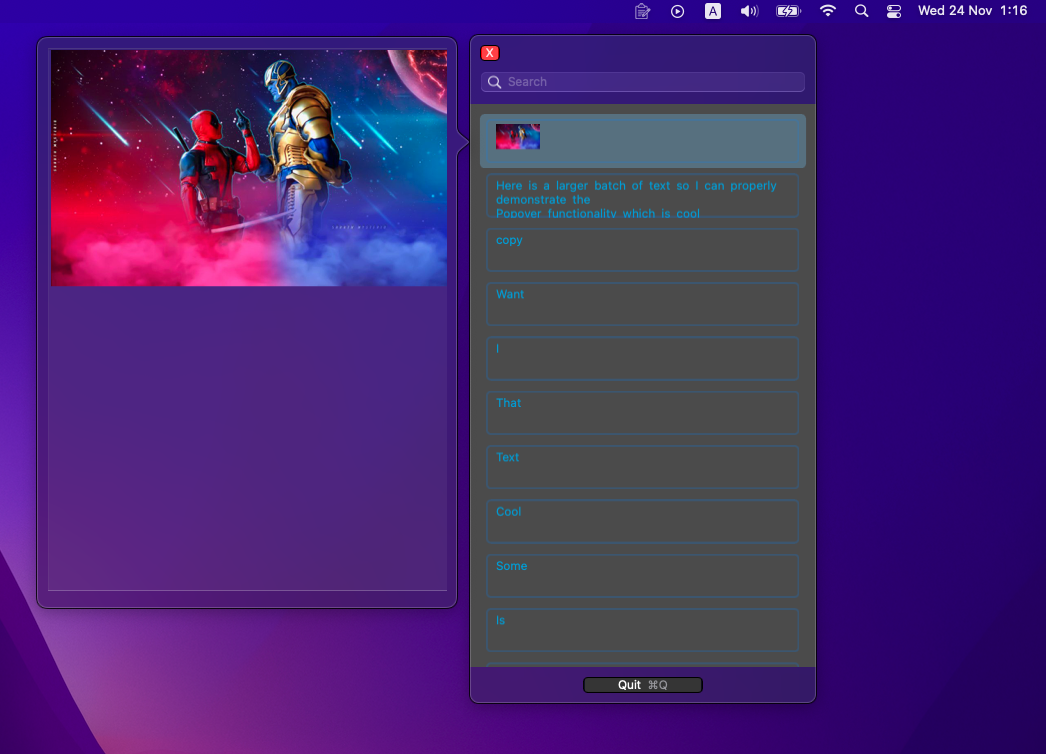 A
Wed 24 Nov 1:16
X
Search
Here is a larger batch of text so I can properly
demonstrate the
Popover functionality which is cool
copy
Want
I
That
Text
Cool
Some
Is
Quit ⌘Q